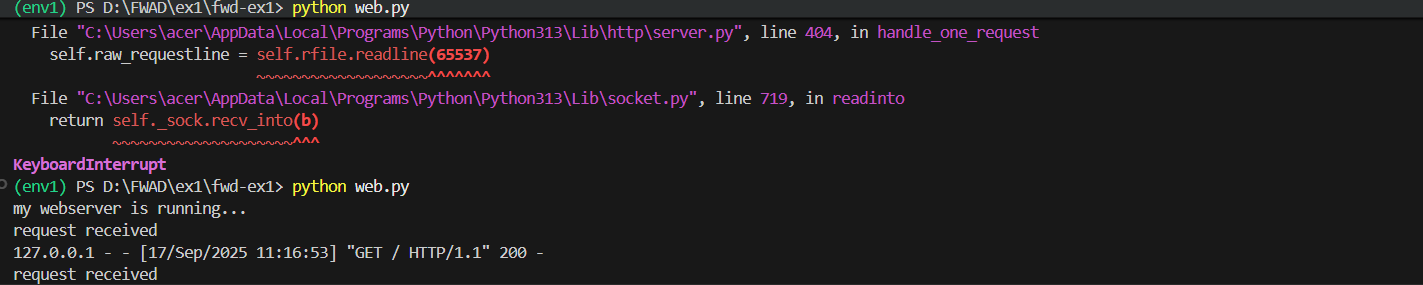 (env1) PS D:\FWAD\ex1\fwd-ex1> python web.py
File "C:\Users\acer\AppData\Local\Programs\Python\Python313\Lib\http\server.py", line 404, in handle_one_request
self.raw_requestline = self.rfile.readline(65537)
~~~~~~~~~~~~~~~~~~~^^^^^^^
File "C:\Users\acer\AppData\Local\Programs\Python\Python313\Lib\socket.py", line 719, in readinto
return self._sock.recv_into(b)
~~~~~~~~~~~~~~~~~~~~^^^
KeyboardInterrupt
(env1) PS D:\FWAD\ex1\fwd-ex1> python web.py
my webserver is running...
request received
127.0.0.1 - - [17/Sep/2025 11:16:53] "GET / HTTP/1.1" 200 -
request received